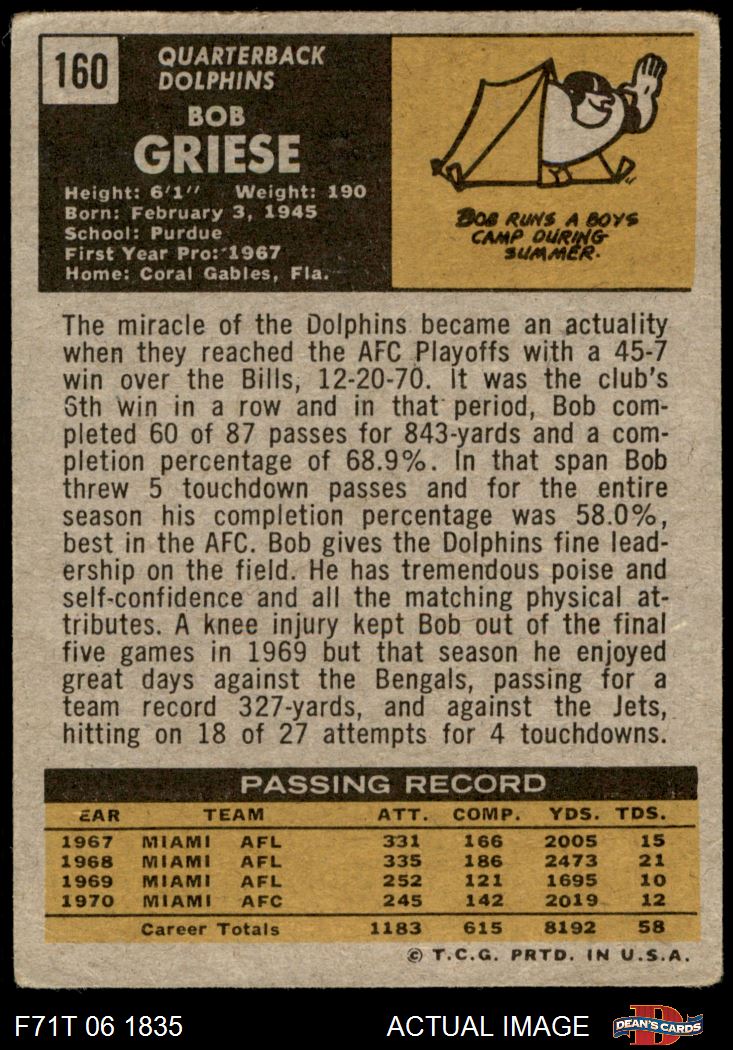 160
QUARTERBACK
DOLPHINS
BOB
GRIESE
Height: 6'1" Weight: 190
Born: February 3, 1945
School: Purdue
First Year Pro: 1967
Home: Coral Gables, Fla.
BOB RUNS A BOYS
CAMP DURING
SUMMER.
The miracle of the Dolphins became an actuality
when they reached the AFC Playoffs with a 45-7
win over the Bills, 12-20-70. It was the club's
6th win in a row and in that period, Bob com-
pleted 60 of 87 passes for 843-yards and a com-
pletion percentage of 68.9%. In that span Bob
threw 5 touchdown passes and for the entire
season his completion percentage was 58.0%,
best in the AFC. Bob gives the Dolphins fine lead-
ership on the field. He has tremendous poise and
self-confidence and all the matching physical at-
tributes. A knee injury kept Bob out of the final
five games in 1969 but that season he enjoyed
great days against the Bengals, passing for a
team record 327-yards, and against the Jets,
hitting on 18 of 27 attempts for 4 touchdowns.
PASSING RECORD
EAR TEAM ATT. COMP. YDS. TDS.
1967 MIAMI AFL 331 166 2005 15
1968 MIAMI AFL 335 186 2473 21
1969 MIAMI AFL 252 121 1695 10
1970 MIAMI AFC 245 142 2019 12
Career Totals 1183 615 8192 58
© T.C.G. PRTD. IN U.S.A.
F71T 06 1835 ACTUAL IMAGE DEAN'S CARDS